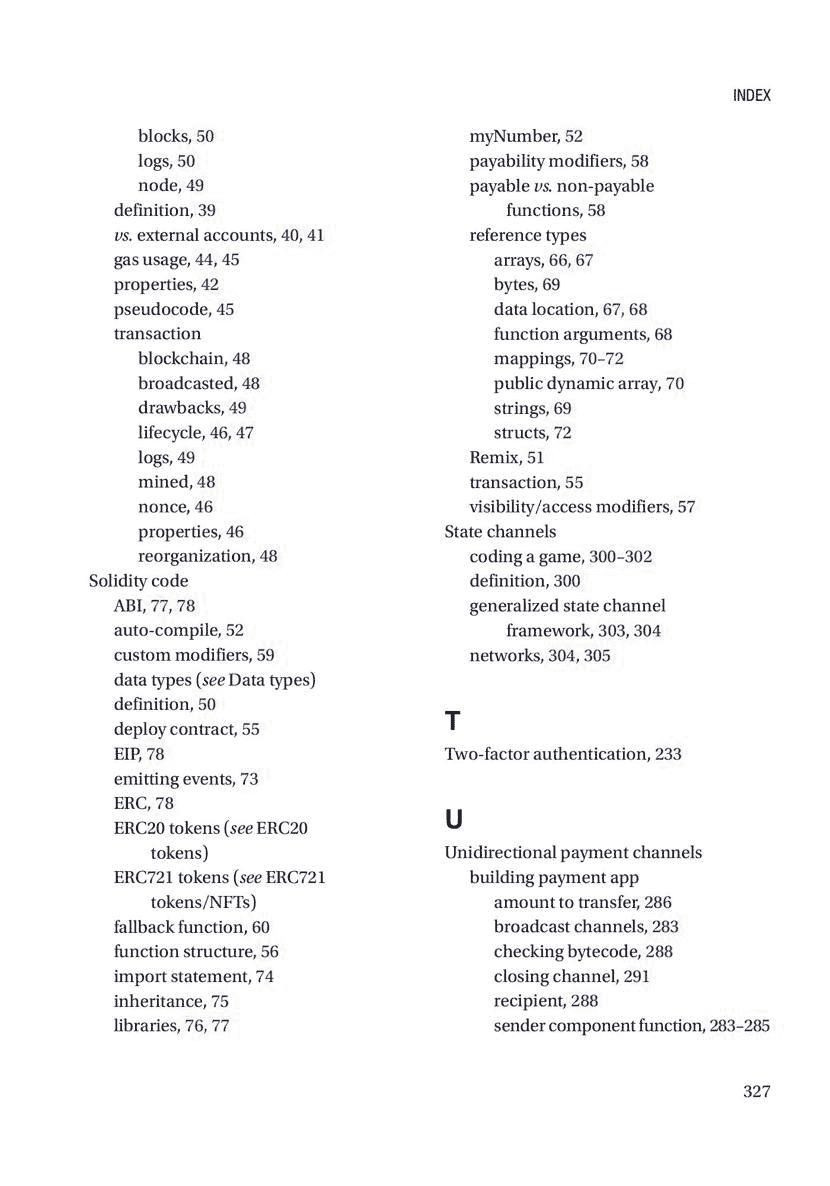 INDEX
blocks, 50
logs, 50
node, 49
definition, 39
vs. external accounts, 40, 41
gas usage, 44, 45
properties, 42
pseudocode, 45
transaction
blockchain, 48
broadcasted, 48
drawbacks, 49
lifecycle, 46, 47
logs, 49
mined, 48
nonce, 46
properties, 46
reorganization, 48
Solidity code
ABI, 77, 78
auto-compile, 52
custom modifiers, 59
data types (see Data types)
definition, 50
deploy contract, 55
EIP, 78
emitting events, 73
ERC, 78
ERC20 tokens (see ERC20
tokens)
ERC721 tokens (see ERC721
tokens/NFTs)
fallback function, 60
function structure, 56
import statement, 74
inheritance, 75
libraries, 76, 77
myNumber, 52
payability modifiers, 58
payable vs. non-payable
functions, 58
reference types
arrays, 66, 67
bytes, 69
data location, 67, 68
function arguments, 68
mappings, 70–72
public dynamic array, 70
strings, 69
structs, 72
Remix, 51
transaction, 55
visibility/access modifiers, 57
State channels
coding a game, 300–302
definition, 300
generalized state channel
framework, 303, 304
networks, 304, 305
T
Two-factor authentication, 233
U
Unidirectional payment channels
building payment app
amount to transfer, 286
broadcast channels, 283
checking bytecode, 288
closing channel, 291
recipient, 288
sender component function, 283–285
327